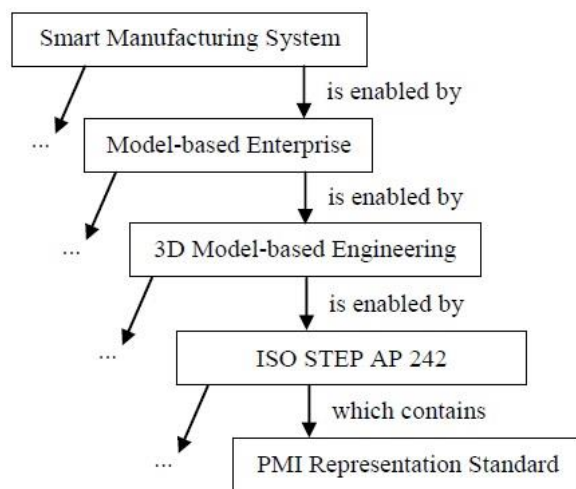 Smart Manufacturing System
is enabled by
...
Model-based Enterprise
is enabled by
...
3D Model-based Engineering
is enabled by
...
ISO STEP AP 242
which contains
...
PMI Representation Standard